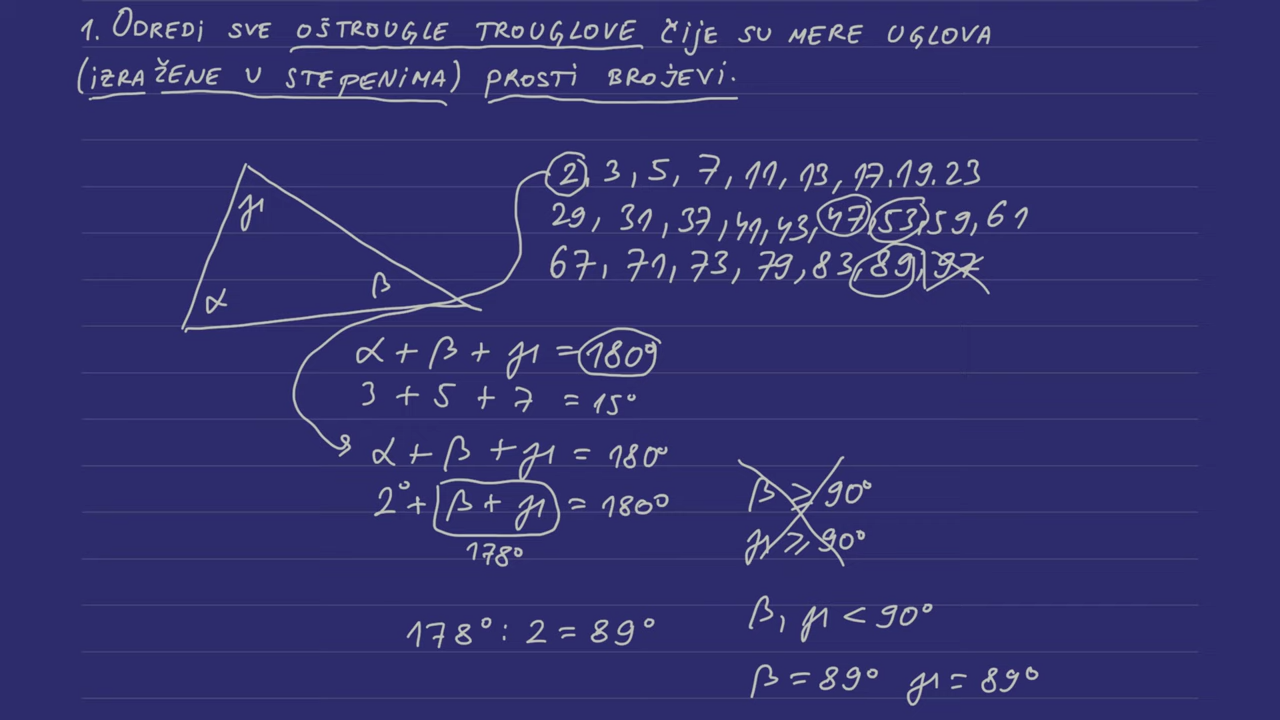 1. ODREDI SVE OŠTROUGLE TROUGLOVE ČIJE SU MERE UGLOVA
(IZRAŽENE U STEPENIMA) PROSTI BROJEVI.
2, 3, 5, 7, 11, 13, 17.19.23
29, 31, 37, 41, 43, 47, 53, 59, 61
67, 71, 73, 79, 83, 89, 97
γ
α β
α + β + γ = 180°
3 + 5 + 7 = 15°
α + β + γ = 180°
2° + β + γ = 180°
178°
β ≥ 90°
γ ≥ 90°
178° : 2 = 89°
β, γ < 90°
β = 89° γ = 89°